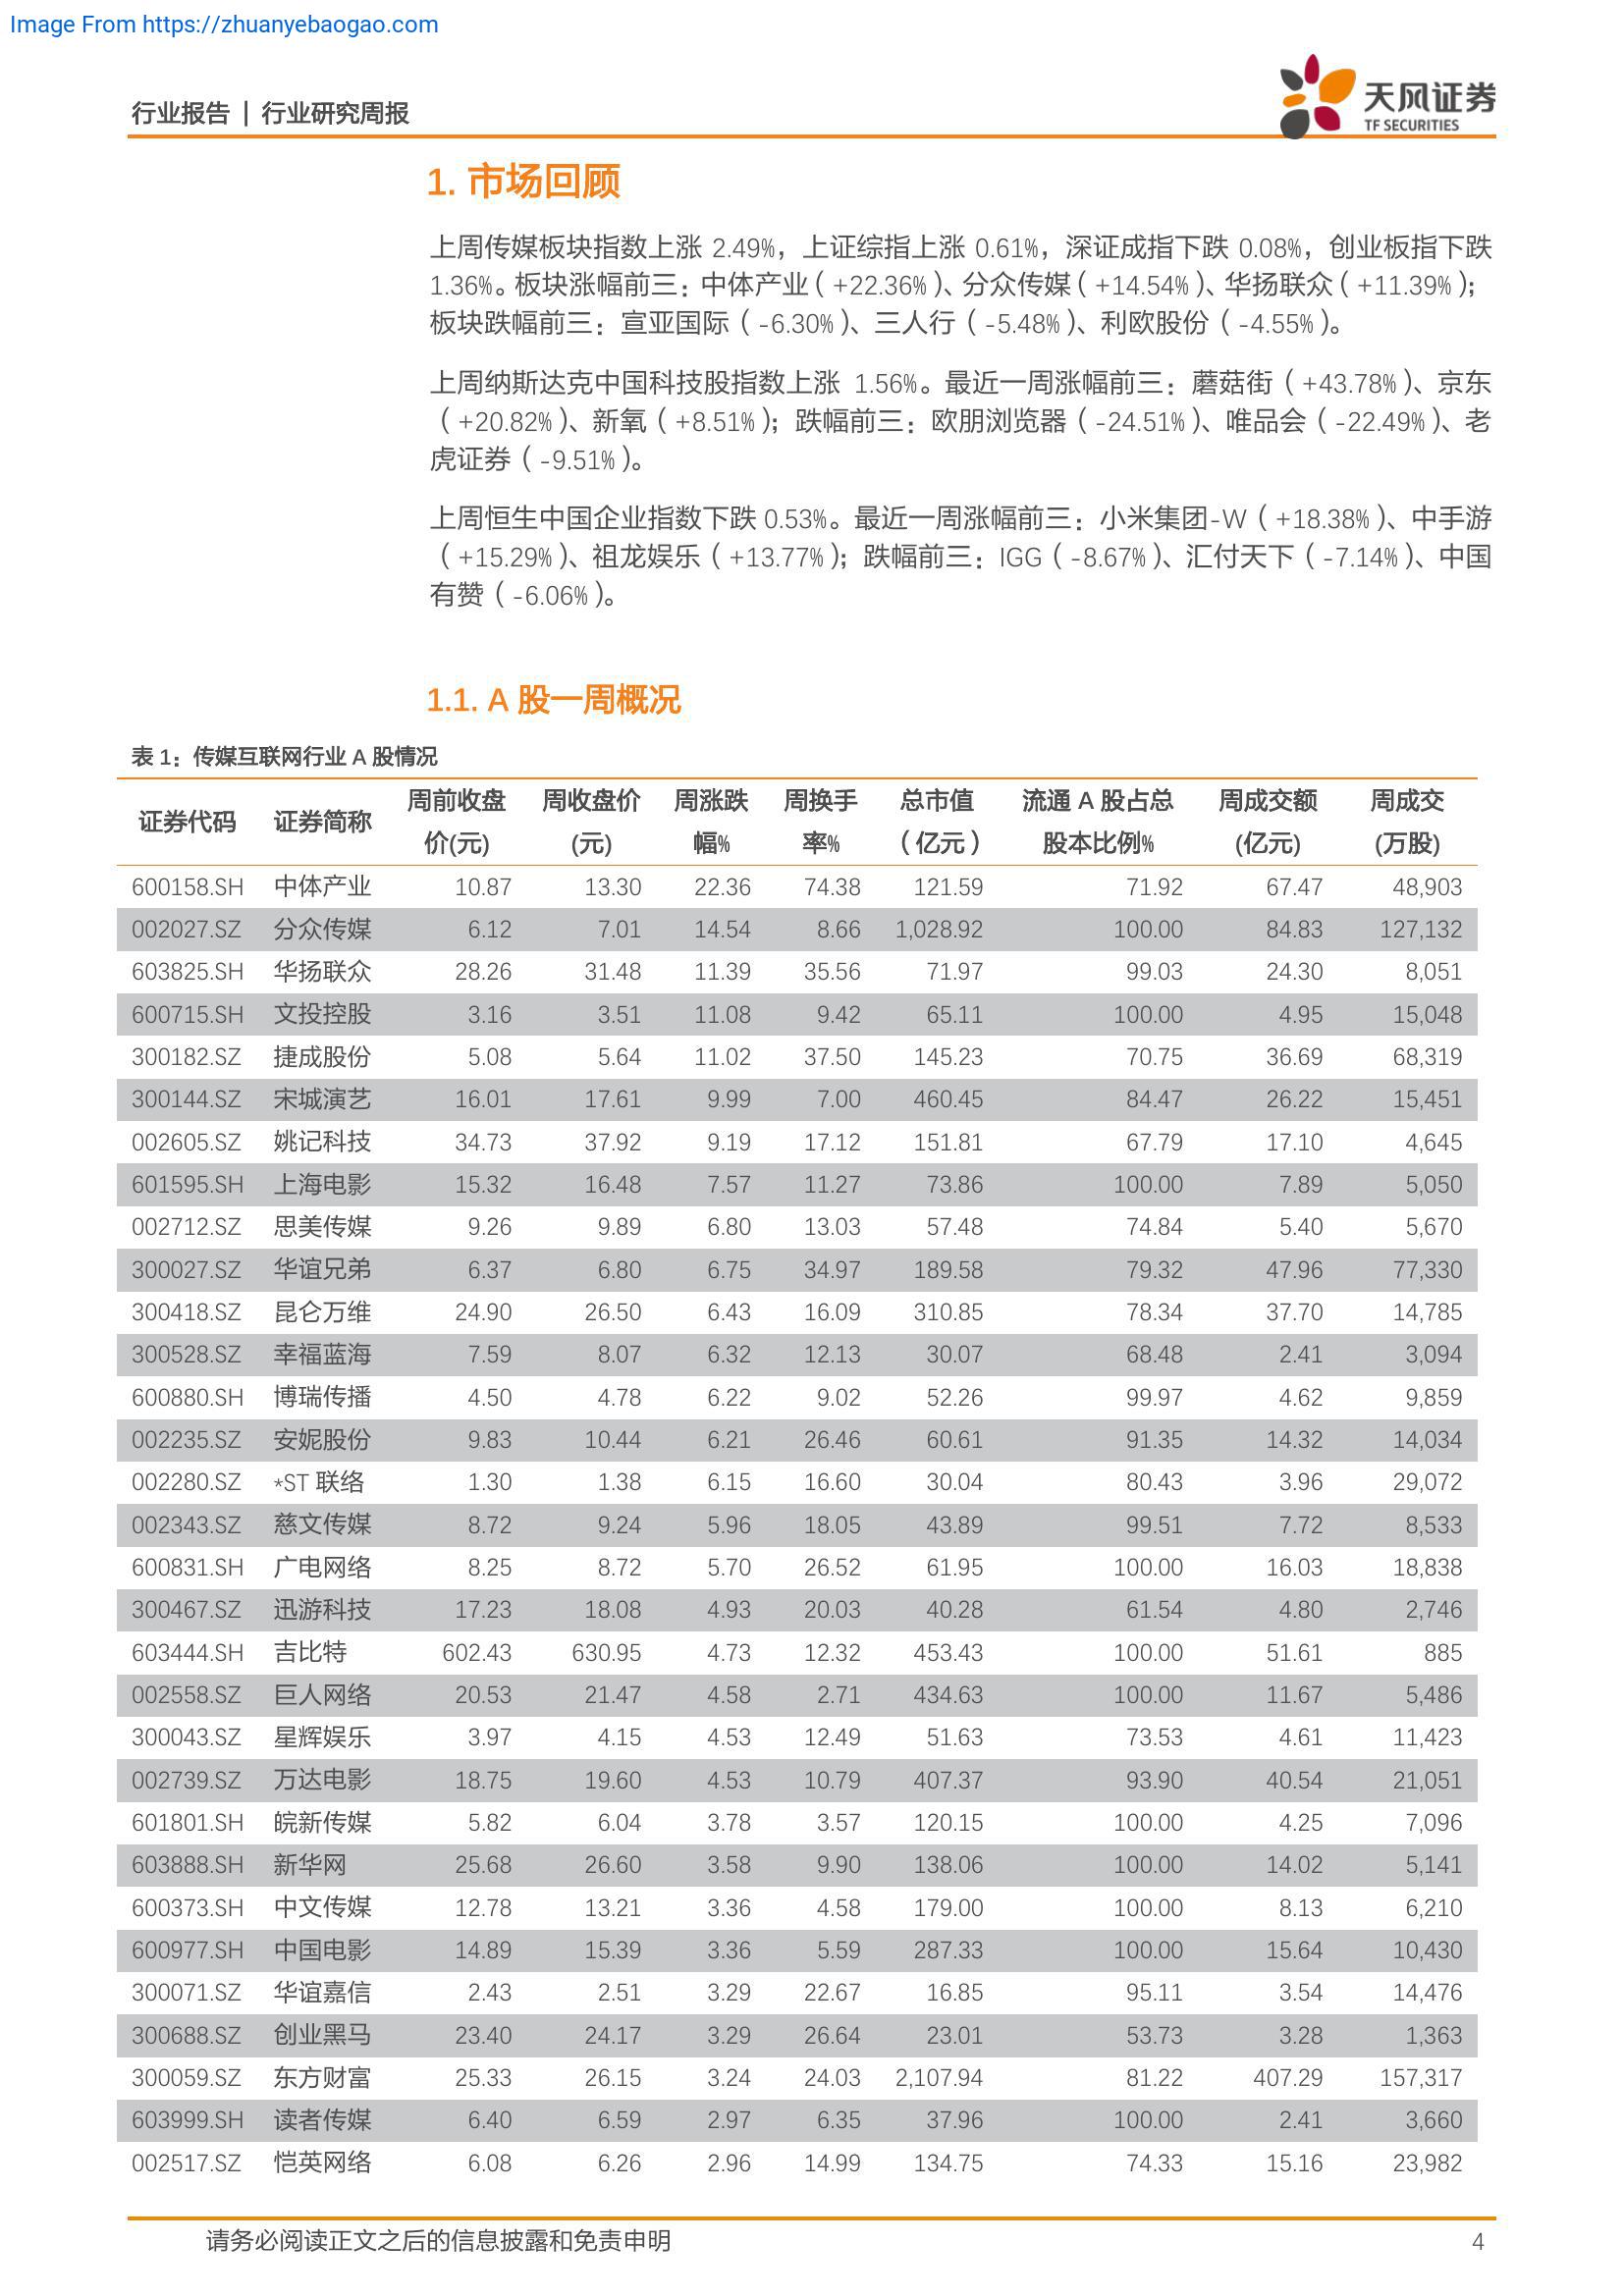 Image From https://zhuanyebaogao.com
行业报告 | 行业研究周报
天风证券
TF SECURITIES
1. 市场回顾
上周传媒板块指数上涨 2.49%，上证综指上涨 0.61%，深证成指下跌 0.08%，创业板指下跌
1.36%。板块涨幅前三：中体产业（+22.36%）、分众传媒（+14.54%）、华扬联众（+11.39%）；
板块跌幅前三：宣亚国际（-6.30%）、三人行（-5.48%）、利欧股份（-4.55%）。
上周纳斯达克中国科技股指数上涨 1.56%。最近一周涨幅前三：蘑菇街（+43.78%）、京东
（+20.82%）、新氧（+8.51%）；跌幅前三：欧朋浏览器（-24.51%）、唯品会（-22.49%）、老
虎证券（-9.51%）。
上周恒生中国企业指数下跌 0.53%。最近一周涨幅前三：小米集团-W（+18.38%）、中手游
（+15.29%）、祖龙娱乐（+13.77%）；跌幅前三：IGG（-8.67%）、汇付天下（-7.14%）、中国
有赞（-6.06%）。
1.1. A 股一周概况
表 1：传媒互联网行业 A 股情况
证券代码 证券简称 周前收盘价(元) 周收盘价(元) 周涨跌幅% 周换手率% 总市值（亿元） 流通 A 股占总股本比例% 周成交额(亿元) 周成交(万股)
600158.SH 中体产业 10.87 13.30 22.36 74.38 121.59 71.92 67.47 48,903
002027.SZ 分众传媒 6.12 7.01 14.54 8.66 1,028.92 100.00 84.83 127,132
603825.SH 华扬联众 28.26 31.48 11.39 35.56 71.97 99.03 24.30 8,051
600715.SH 文投控股 3.16 3.51 11.08 9.42 65.11 100.00 4.95 15,048
300182.SZ 捷成股份 5.08 5.64 11.02 37.50 145.23 70.75 36.69 68,319
300144.SZ 宋城演艺 16.01 17.61 9.99 7.00 460.45 84.47 26.22 15,451
002605.SZ 姚记科技 34.73 37.92 9.19 17.12 151.81 67.79 17.10 4,645
601595.SH 上海电影 15.32 16.48 7.57 11.27 73.86 100.00 7.89 5,050
002712.SZ 思美传媒 9.26 9.89 6.80 13.03 57.48 74.84 5.40 5,670
300027.SZ 华谊兄弟 6.37 6.80 6.75 34.97 189.58 79.32 47.96 77,330
300418.SZ 昆仑万维 24.90 26.50 6.43 16.09 310.85 78.34 37.70 14,785
300528.SZ 幸福蓝海 7.59 8.07 6.32 12.13 30.07 68.48 2.41 3,094
600880.SH 博瑞传播 4.50 4.78 6.22 9.02 52.26 99.97 4.62 9,859
002235.SZ 安妮股份 9.83 10.44 6.21 26.46 60.61 91.35 14.32 14,034
002280.SZ *ST 联络 1.30 1.38 6.15 16.60 30.04 80.43 3.96 29,072
002343.SZ 慈文传媒 8.72 9.24 5.96 18.05 43.89 99.51 7.72 8,533
600831.SH 广电网络 8.25 8.72 5.70 26.52 61.95 100.00 16.03 18,838
300467.SZ 迅游科技 17.23 18.08 4.93 20.03 40.28 61.54 4.80 2,746
603444.SH 吉比特 602.43 630.95 4.73 12.32 453.43 100.00 51.61 885
002558.SZ 巨人网络 20.53 21.47 4.58 2.71 434.63 100.00 11.67 5,486
300043.SZ 星辉娱乐 3.97 4.15 4.53 12.49 51.63 73.53 4.61 11,423
002739.SZ 万达电影 18.75 19.60 4.53 10.79 407.37 93.90 40.54 21,051
601801.SH 皖新传媒 5.82 6.04 3.78 3.57 120.15 100.00 4.25 7,096
603888.SH 新华网 25.68 26.60 3.58 9.90 138.06 100.00 14.02 5,141
600373.SH 中文传媒 12.78 13.21 3.36 4.58 179.00 100.00 8.13 6,210
600977.SH 中国电影 14.89 15.39 3.36 5.59 287.33 100.00 15.64 10,430
300071.SZ 华谊嘉信 2.43 2.51 3.29 22.67 16.85 95.11 3.54 14,476
300688.SZ 创业黑马 23.40 24.17 3.29 26.64 23.01 53.73 3.28 1,363
300059.SZ 东方财富 25.33 26.15 3.24 24.03 2,107.94 81.22 407.29 157,317
603999.SH 读者传媒 6.40 6.59 2.97 6.35 37.96 100.00 2.41 3,660
002517.SZ 恺英网络 6.08 6.26 2.96 14.99 134.75 74.33 15.16 23,982
请务必阅读正文之后的信息披露和免责申明 4